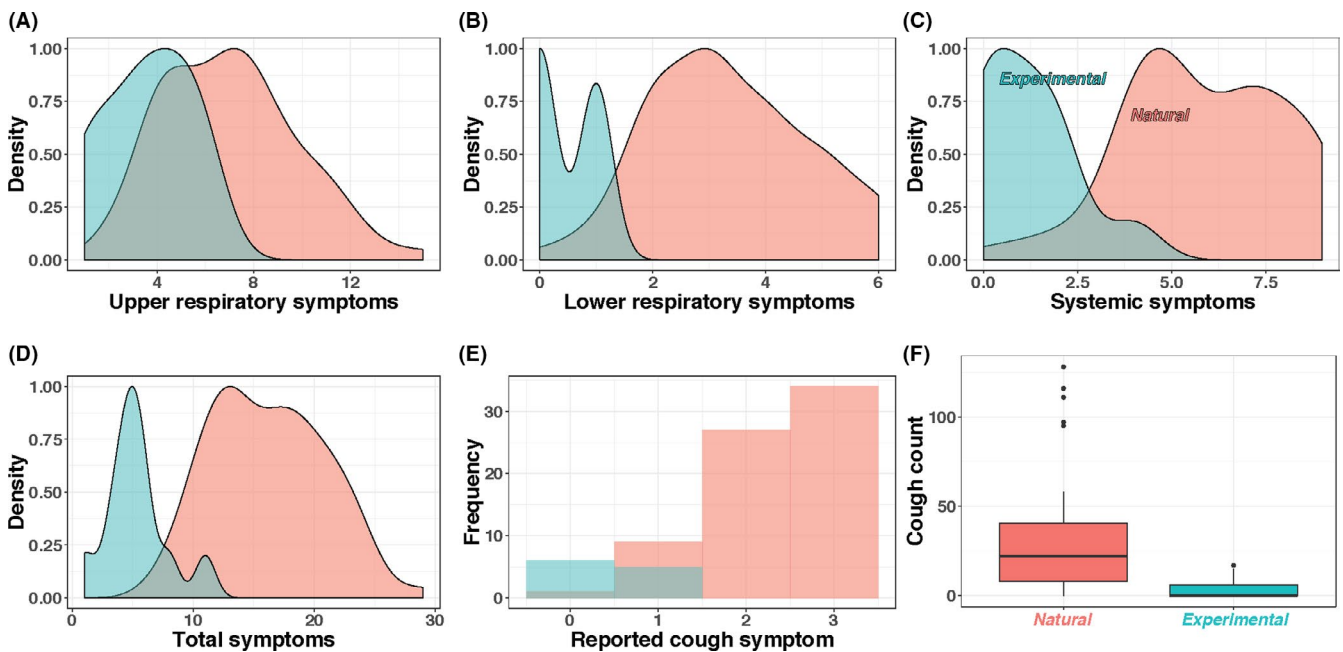 (A)
1.00
0.75
0.50
0.25
0.00
Density
4 8 12
Upper respiratory symptoms
(B)
1.00
0.75
0.50
0.25
0.00
Density
0 2 4 6
Lower respiratory symptoms
(C)
1.00
0.75
0.50
0.25
0.00
Density
Experimental
Natural
0.0 2.5 5.0 7.5
Systemic symptoms
(D)
1.00
0.75
0.50
0.25
0.00
Density
0 10 20 30
Total symptoms
(E)
30
20
10
0
Frequency
0 1 2 3
Reported cough symptom
(F)
100
50
0
Cough count
Natural Experimental